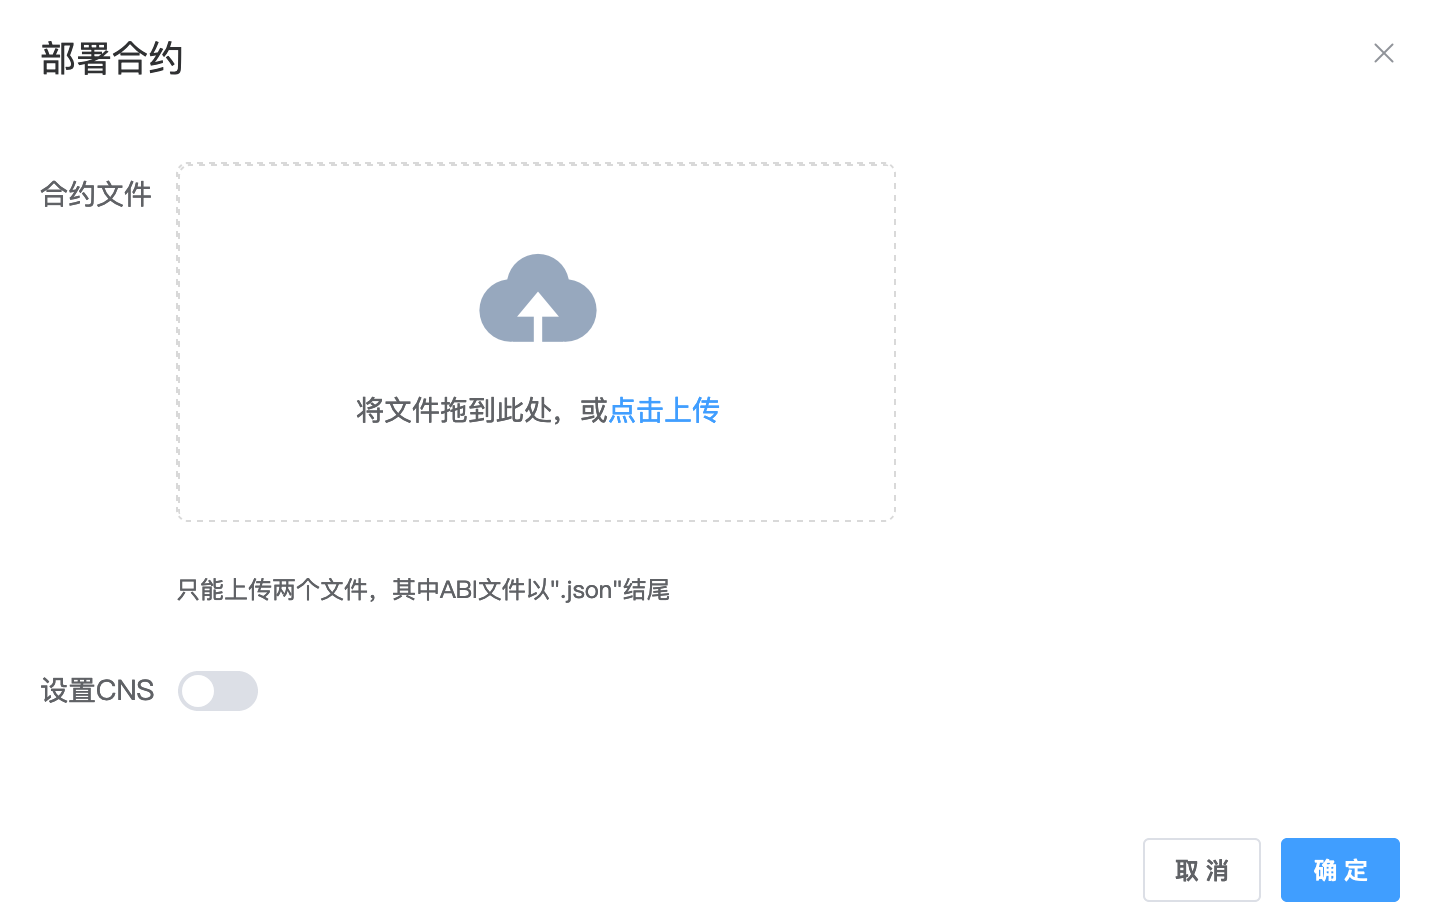 部署合约
合约文件
将文件拖到此处，或点击上传
只能上传两个文件，其中ABI文件以".json"结尾
设置CNS
取 消
确 定